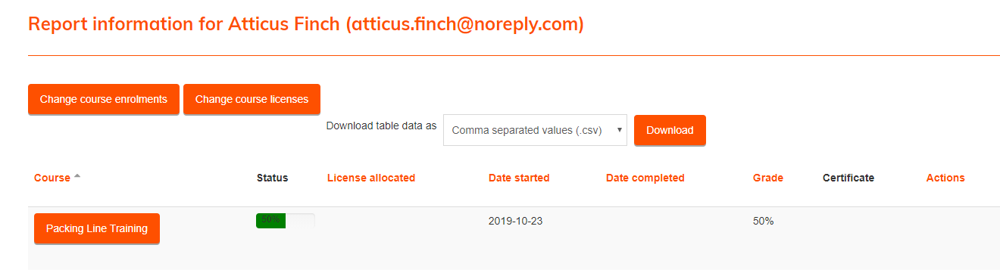 Report information for Atticus Finch (atticus.finch@noreply.com)
Change course enrolments Change course licenses
Download table data as Comma separated values (.csv) Download
Course Status License allocated Date started Date completed Grade Certificate Actions
Packing Line Training 50% 2019-10-23 50%